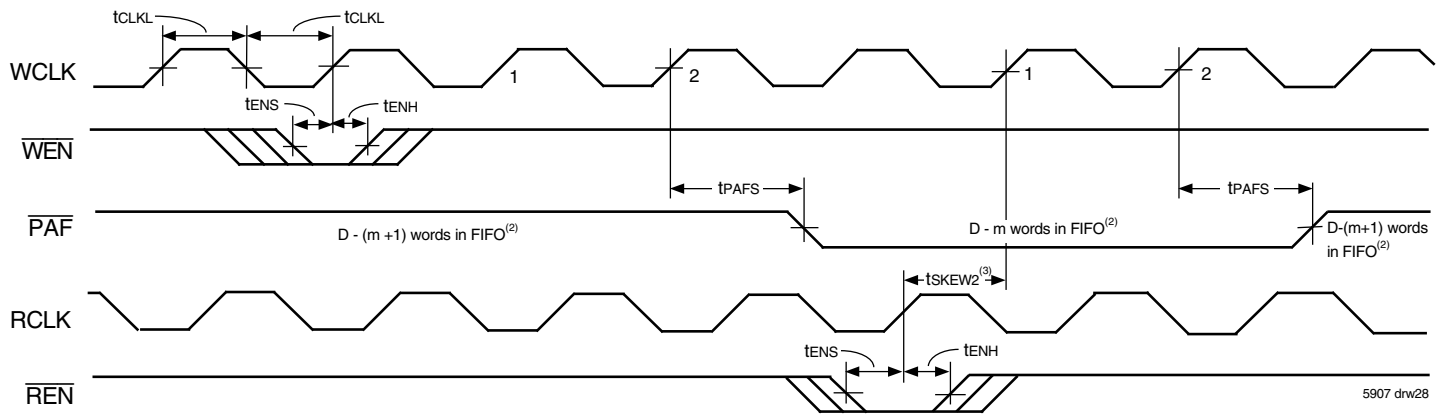 tCLKL tCLKL
WCLK 1 2 1 2
tENS tENH
WEN
tPAFS tPAFS
PAF
D - (m +1) words in FIFO(2) D - m words in FIFO(2) D-(m+1) words
in FIFO(2)
tSKEW2(3)
RCLK
tENS tENH
REN
5907 drw28